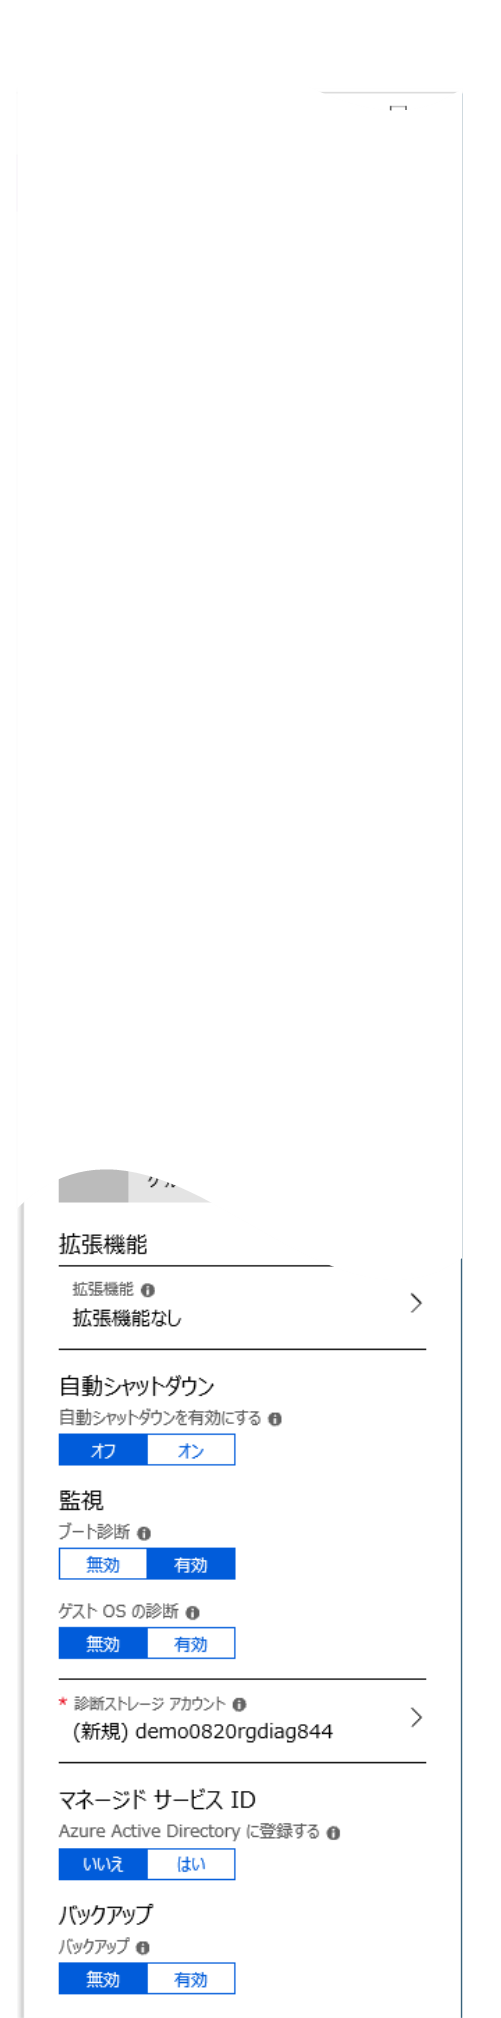 拡張機能
拡張機能
拡張機能なし
自動シャットダウン
自動シャットダウンを有効にする
オフ オン
監視
ブート診断
無効 有効
ゲスト OS の診断
無効 有効
* 診断ストレージ アカウント
(新規) demo0820rgdiag844
マネージド サービス ID
Azure Active Directory に登録する
いいえ はい
バックアップ
バックアップ
無効 有効